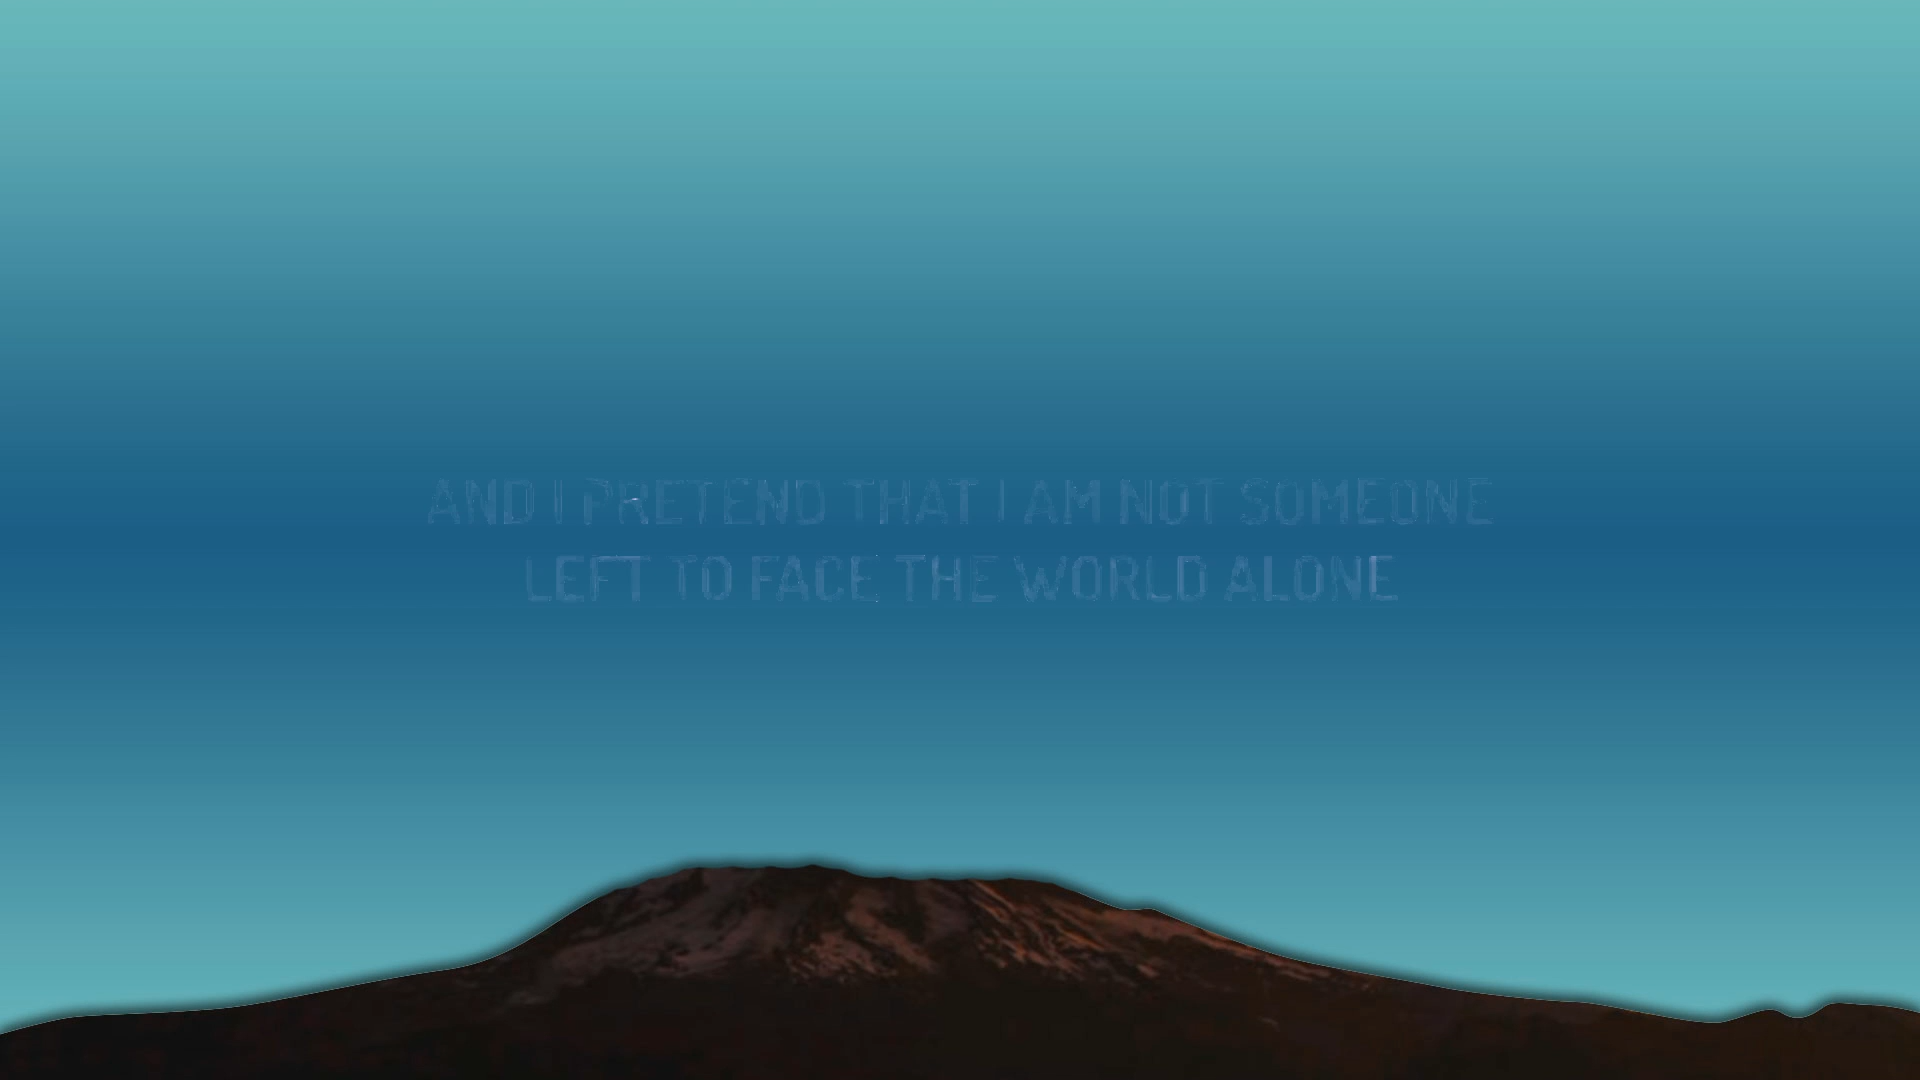 AND I PRETEND THAT I AM NOT SOMEONE
LEFT TO FACE THE WORLD ALONE